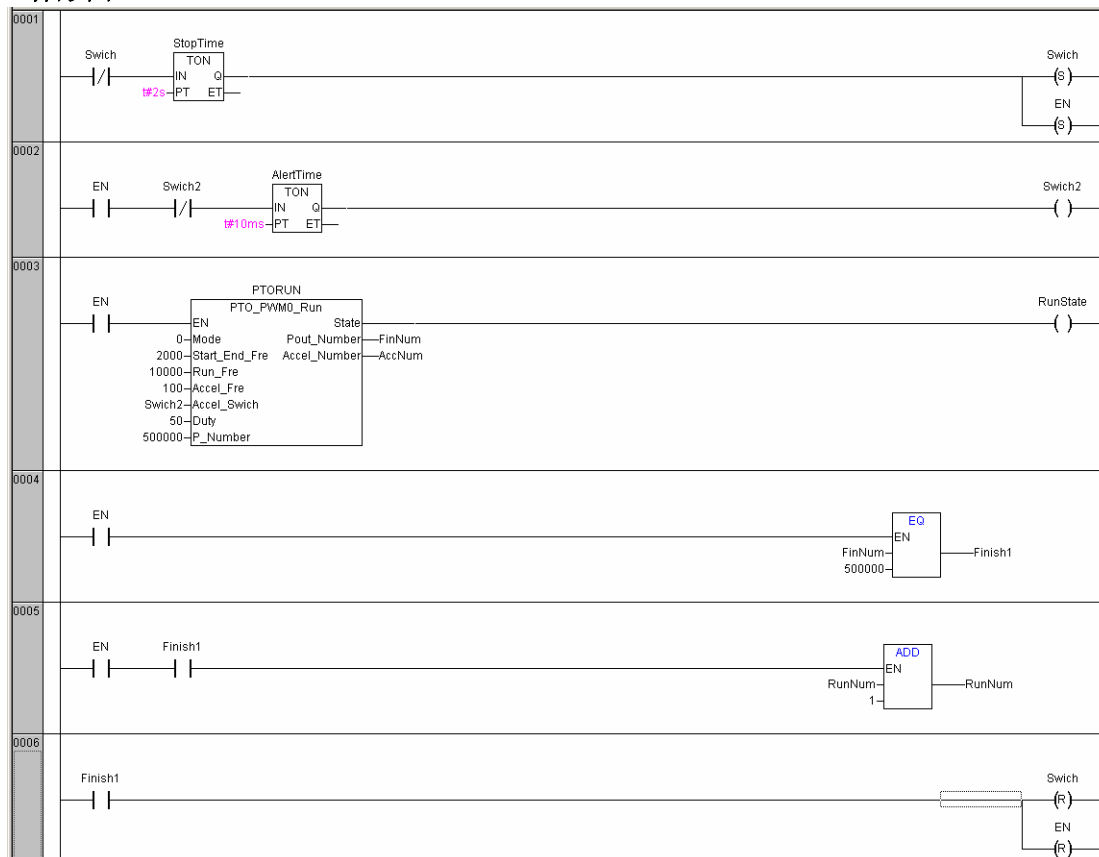 0001
StopTime
Swich TON Swich
IN Q S
t#2s PT ET EN
S
0002
AlertTime
EN Swich2 TON Swich2
IN Q
t#10ms PT ET
0003
PTORUN
EN PTO_PWM0_Run RunState
EN State
0 Mode Pout_Number FinNum
2000 Start_End_Fre Accel_Number AccNum
10000 Run_Fre
100 Accel_Fre
Swich2 Accel_Swich
50 Duty
500000 P_Number
0004
EN EQ
EN
FinNum Finish1
500000
0005
EN Finish1 ADD
EN
RunNum RunNum
1
0006
Finish1 Swich
R
EN
R